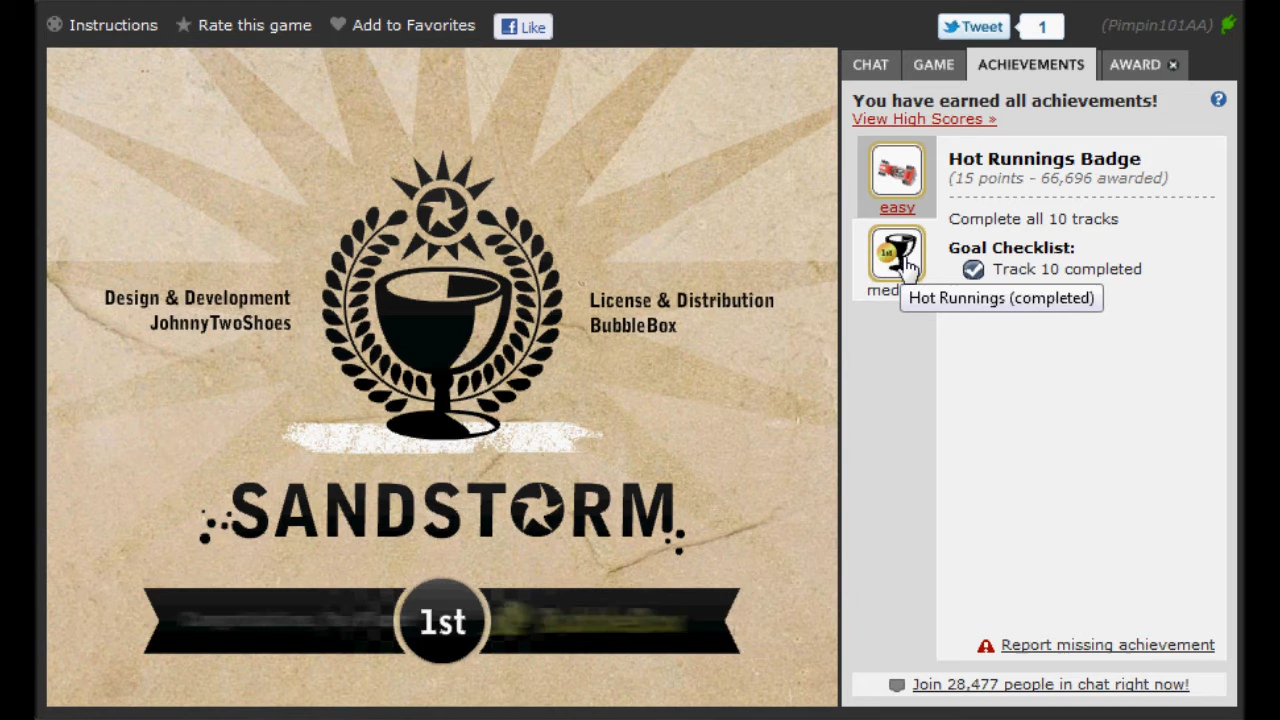 Instructions
Rate this game
Add to Favorites
Like
Tweet
1
(Pimpin101AA)
CHAT
GAME
ACHIEVEMENTS
AWARD
You have earned all achievements!
View High Scores »
easy
1st
med
Hot Runnings Badge
(15 points - 66,696 awarded)
Complete all 10 tracks
Goal Checklist:
Track 10 completed
Hot Runnings (completed)
Design & Development
JohnnyTwoShoes
License & Distribution
BubbleBox
SANDSTORM
1st
Report missing achievement
Join 28,477 people in chat right now!